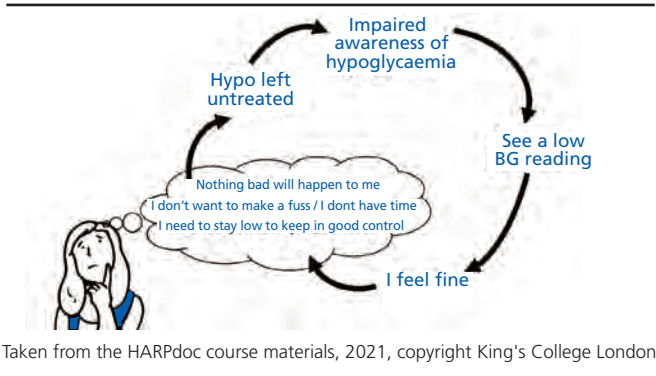 Impaired
awareness of
hypoglycaemia
Hypo left
untreated
See a low
BG reading
Nothing bad will happen to me
I don't want to make a fuss / I dont have time
I need to stay low to keep in good control
I feel fine
Taken from the HARPdoc course materials, 2021, copyright King's College London